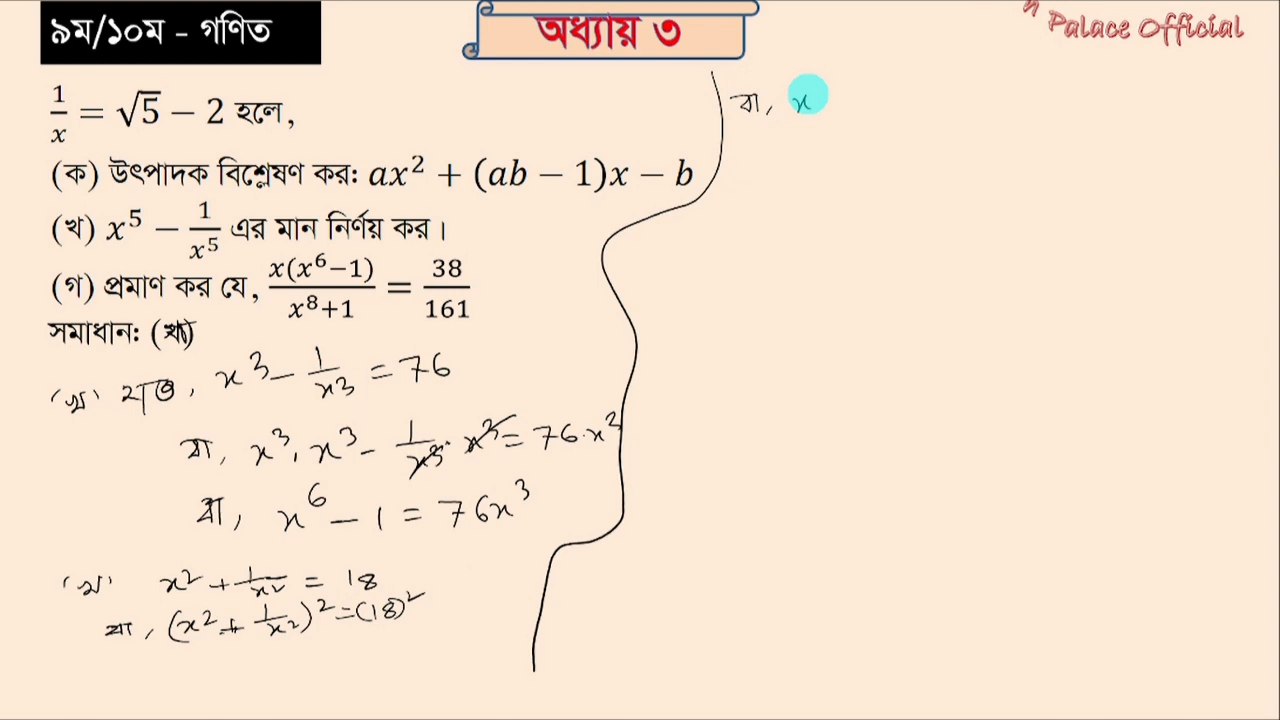 ৯ম/১০ম - গণিত
অধ্যায় ৩
Palace Official
1/x = √5 − 2 হলে,
(ক) উৎপাদক বিশ্লেষণ কর: ax² + (ab − 1)x − b
(খ) x⁵ − 1/x⁵ এর মান নির্ণয় কর।
(গ) প্রমাণ কর যে, x(x⁶−1)/x⁸+1 = 38/161
সমাধান:
(খ) হতে, x³ − 1/x³ = 76
বা, x³. x³ − 1/x³ . x³ = 76.x³
বা, x⁶ − 1 = 76x³
(খ) x² + 1/x² = 18
বা, (x² + 1/x²)² = (18)²
বা, x